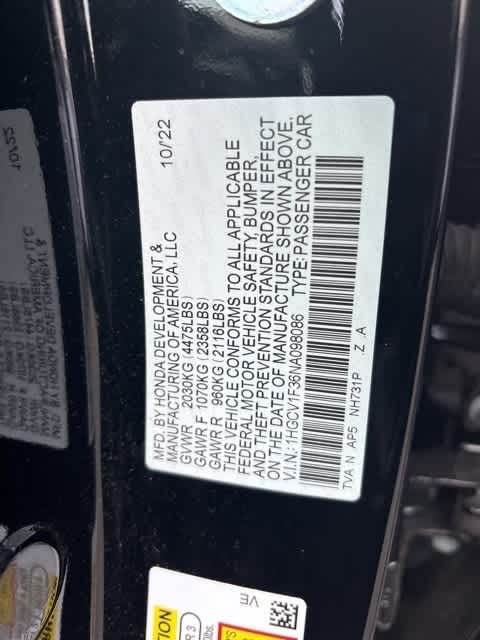 MFD. BY HONDA DEVELOPMENT &
MANUFACTURING OF AMERICA, LLC 10/22
GVWR 2030KG (4475LBS)
GAWR F 1070KG (2358LBS)
GAWR R 960KG (2116LBS)
THIS VEHICLE CONFORMS TO ALL APPLICABLE
FEDERAL MOTOR VEHICLE SAFETY, BUMPER,
AND THEFT PREVENTION STANDARDS IN EFFECT
ON THE DATE OF MANUFACTURE SHOWN ABOVE.
V.I.N.: 1HGCV1F36NA098086 TYPE: PASSENGER CAR
TVA N AP5 NH731P Z A
VE